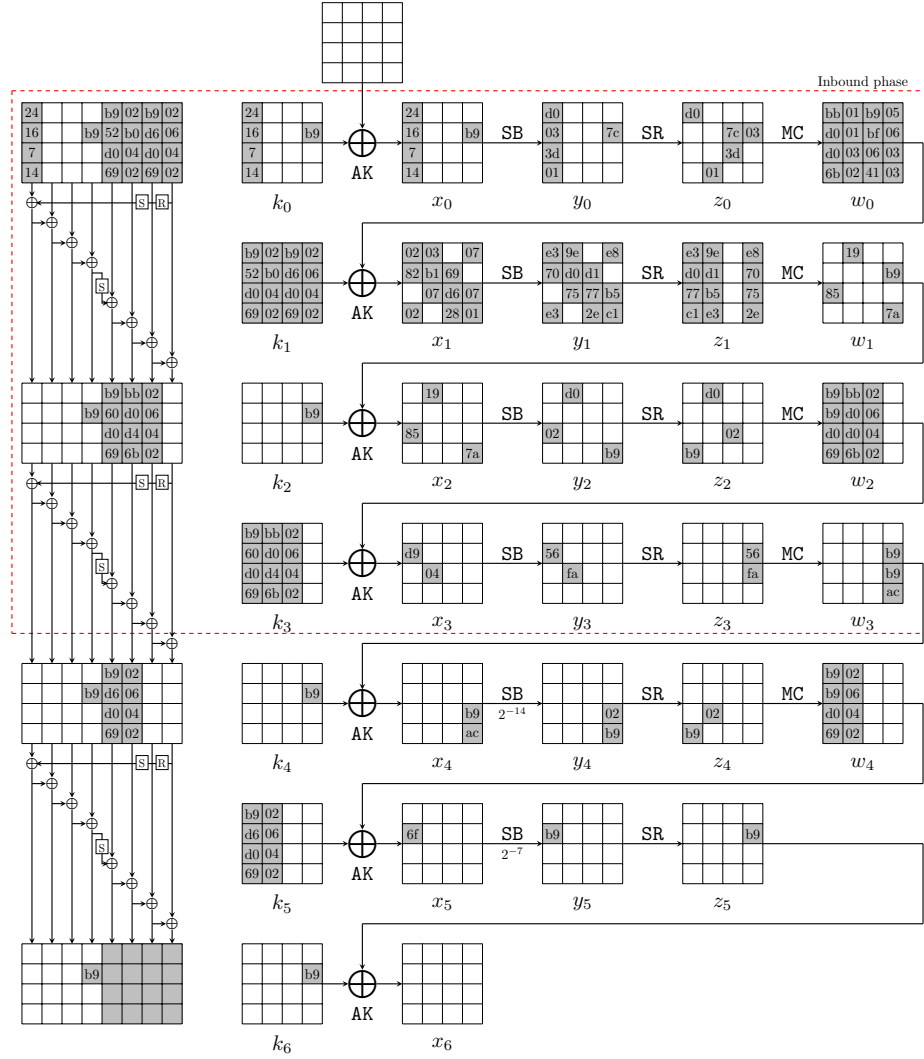 Inbound phase
24 b9 02 b9 02 24 24 d0 d0 bb 01 b9 05
16 b9 52 b0 d6 06 16 b9 16 b9 SB 03 7c SR 7c 03 MC d0 01 bf 06
7 d0 04 d0 04 7 7 3d 3d d0 03 06 03
14 69 02 69 02 14 AK 14 01 01 6b 02 41 03
k0 x0 y0 z0 w0
S R
b9 02 b9 02 02 03 07 e3 9e e8 e3 9e e8 19
52 b0 d6 06 82 b1 69 SB 70 d0 d1 SR d0 d1 70 MC b9
S d0 04 d0 04 07 d6 07 75 77 b5 77 b5 75 85
69 02 69 02 AK 02 28 01 e3 2e c1 c1 e3 2e 7a
k1 x1 y1 z1 w1
b9 bb 02 19 d0 d0 b9 bb 02
b9 60 d0 06 b9 SB SR MC b9 d0 06
d0 d4 04 85 02 02 d0 d0 04
69 6b 02 AK 7a b9 b9 69 6b 02
k2 x2 y2 z2 w2
S R
b9 bb 02 d9 56 56 b9
60 d0 06 SB SR MC b9
S d0 d4 04 04 fa fa ac
69 6b 02 AK
k3 x3 y3 z3 w3
b9 02 b9 02
b9 d6 06 b9 SB SR MC b9 06
d0 04 b9 2^-14 02 02 d0 04
69 02 AK ac b9 b9 69 02
k4 x4 y4 z4 w4
S R
b9 02
d6 06 6f SB b9 SR b9
S d0 04 2^-7
69 02 AK
k5 x5 y5 z5
b9 b9
AK
k6 x6